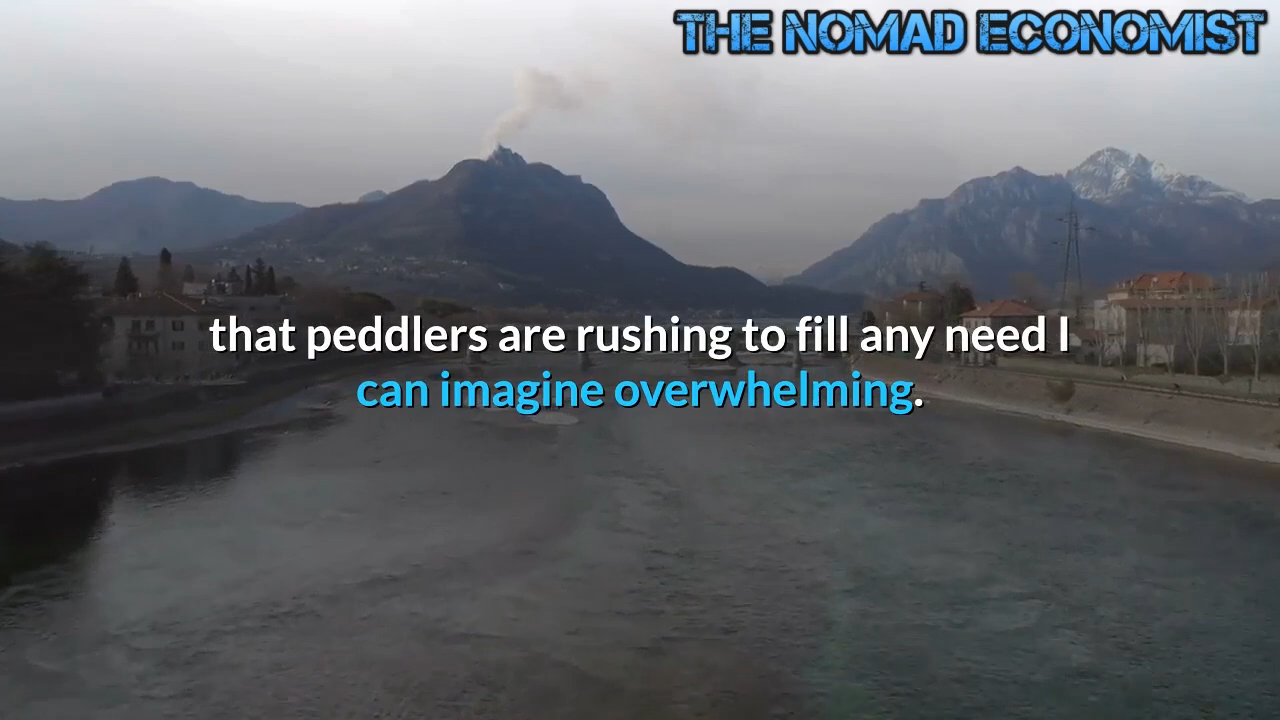 THE NOMAD ECONOMIST
that peddlers are rushing to fill any need I
can imagine overwhelming.